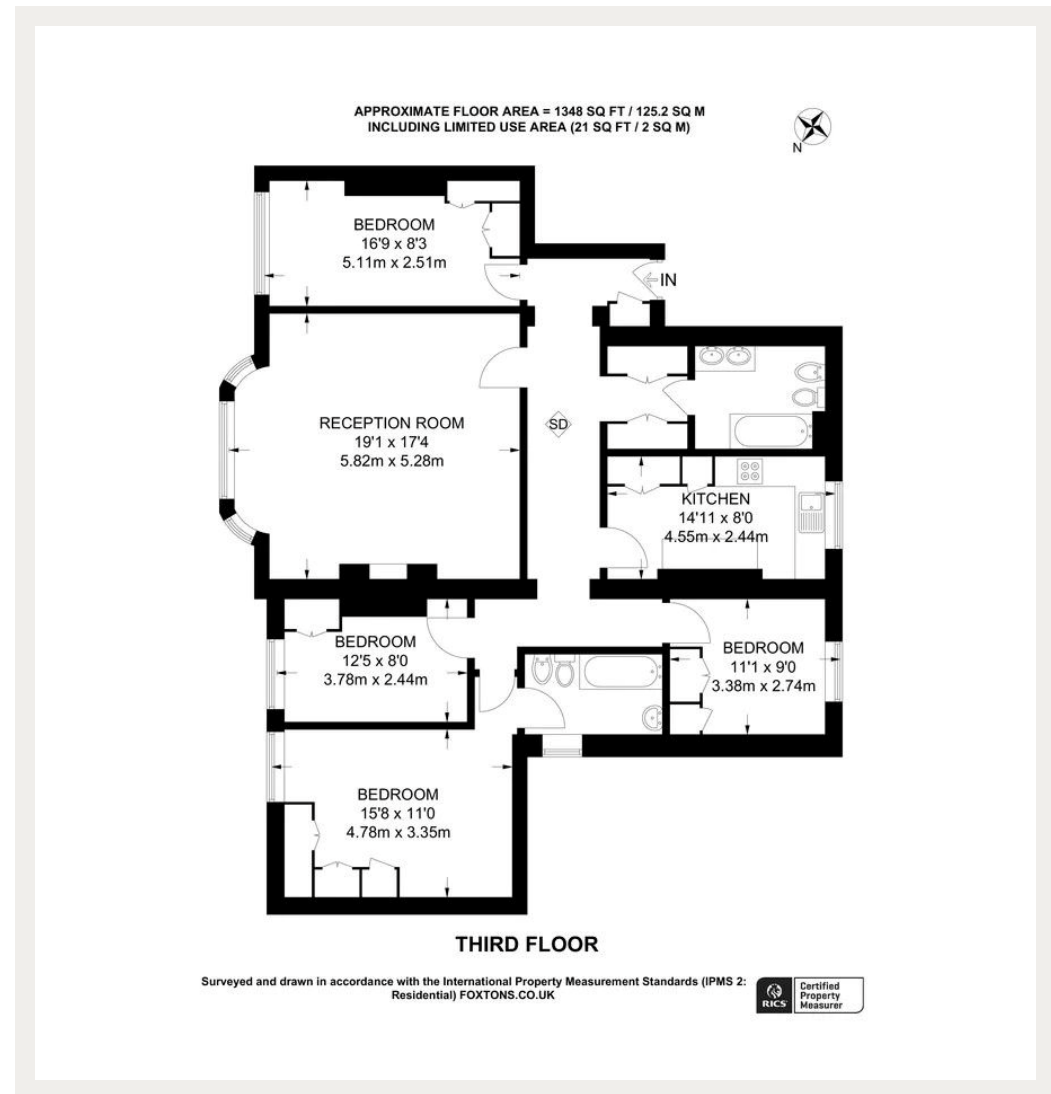 APPROXIMATE FLOOR AREA = 1348 SQ FT / 125.2 SQ M
INCLUDING LIMITED USE AREA (21 SQ FT / 2 SQ M)
N
BEDROOM
16'9 x 8'3
5.11m x 2.51m
IN
RECEPTION ROOM
19'1 x 17'4
5.82m x 5.28m
SD
KITCHEN
14'11 x 8'0
4.55m x 2.44m
BEDROOM
12'5 x 8'0
3.78m x 2.44m
BEDROOM
11'1 x 9'0
3.38m x 2.74m
BEDROOM
15'8 x 11'0
4.78m x 3.35m
THIRD FLOOR
Surveyed and drawn in accordance with the International Property Measurement Standards (IPMS 2:
Residential) FOXTONS.CO.UK
RICS
Certified
Property
Measurer